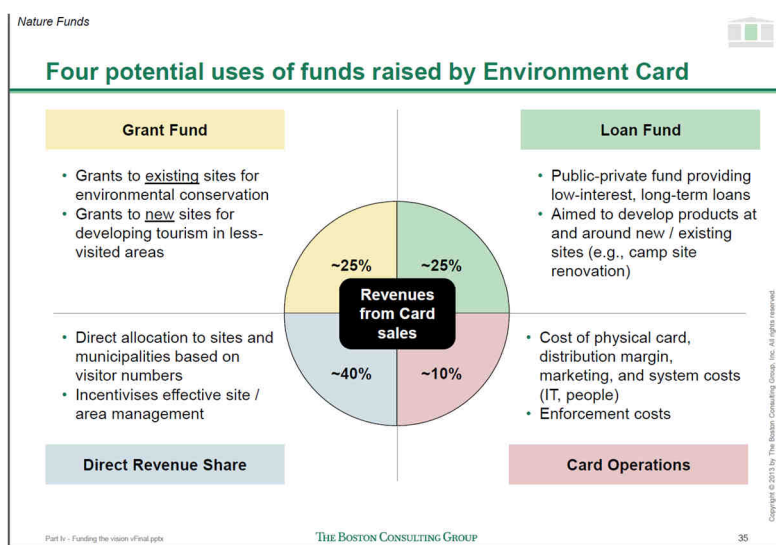 Nature Funds
Four potential uses of funds raised by Environment Card
Grant Fund
• Grants to existing sites for
environmental conservation
• Grants to new sites for
developing tourism in less-
visited areas
Loan Fund
• Public-private fund providing
low-interest, long-term loans
• Aimed to develop products at
and around new / existing
sites (e.g., camp site
renovation)
~25%
~25%
Revenues
from Card
sales
~40%
~10%
• Direct allocation to sites and
municipalities based on
visitor numbers
• Incentivises effective site /
area management
Direct Revenue Share
• Cost of physical card,
distribution margin,
marketing, and system costs
(IT, people)
• Enforcement costs
Card Operations
Copyright © 2013 by The Boston Consulting Group, Inc. All rights reserved.
Part Iv - Funding the vision vFinal.pptx
THE BOSTON CONSULTING GROUP
35